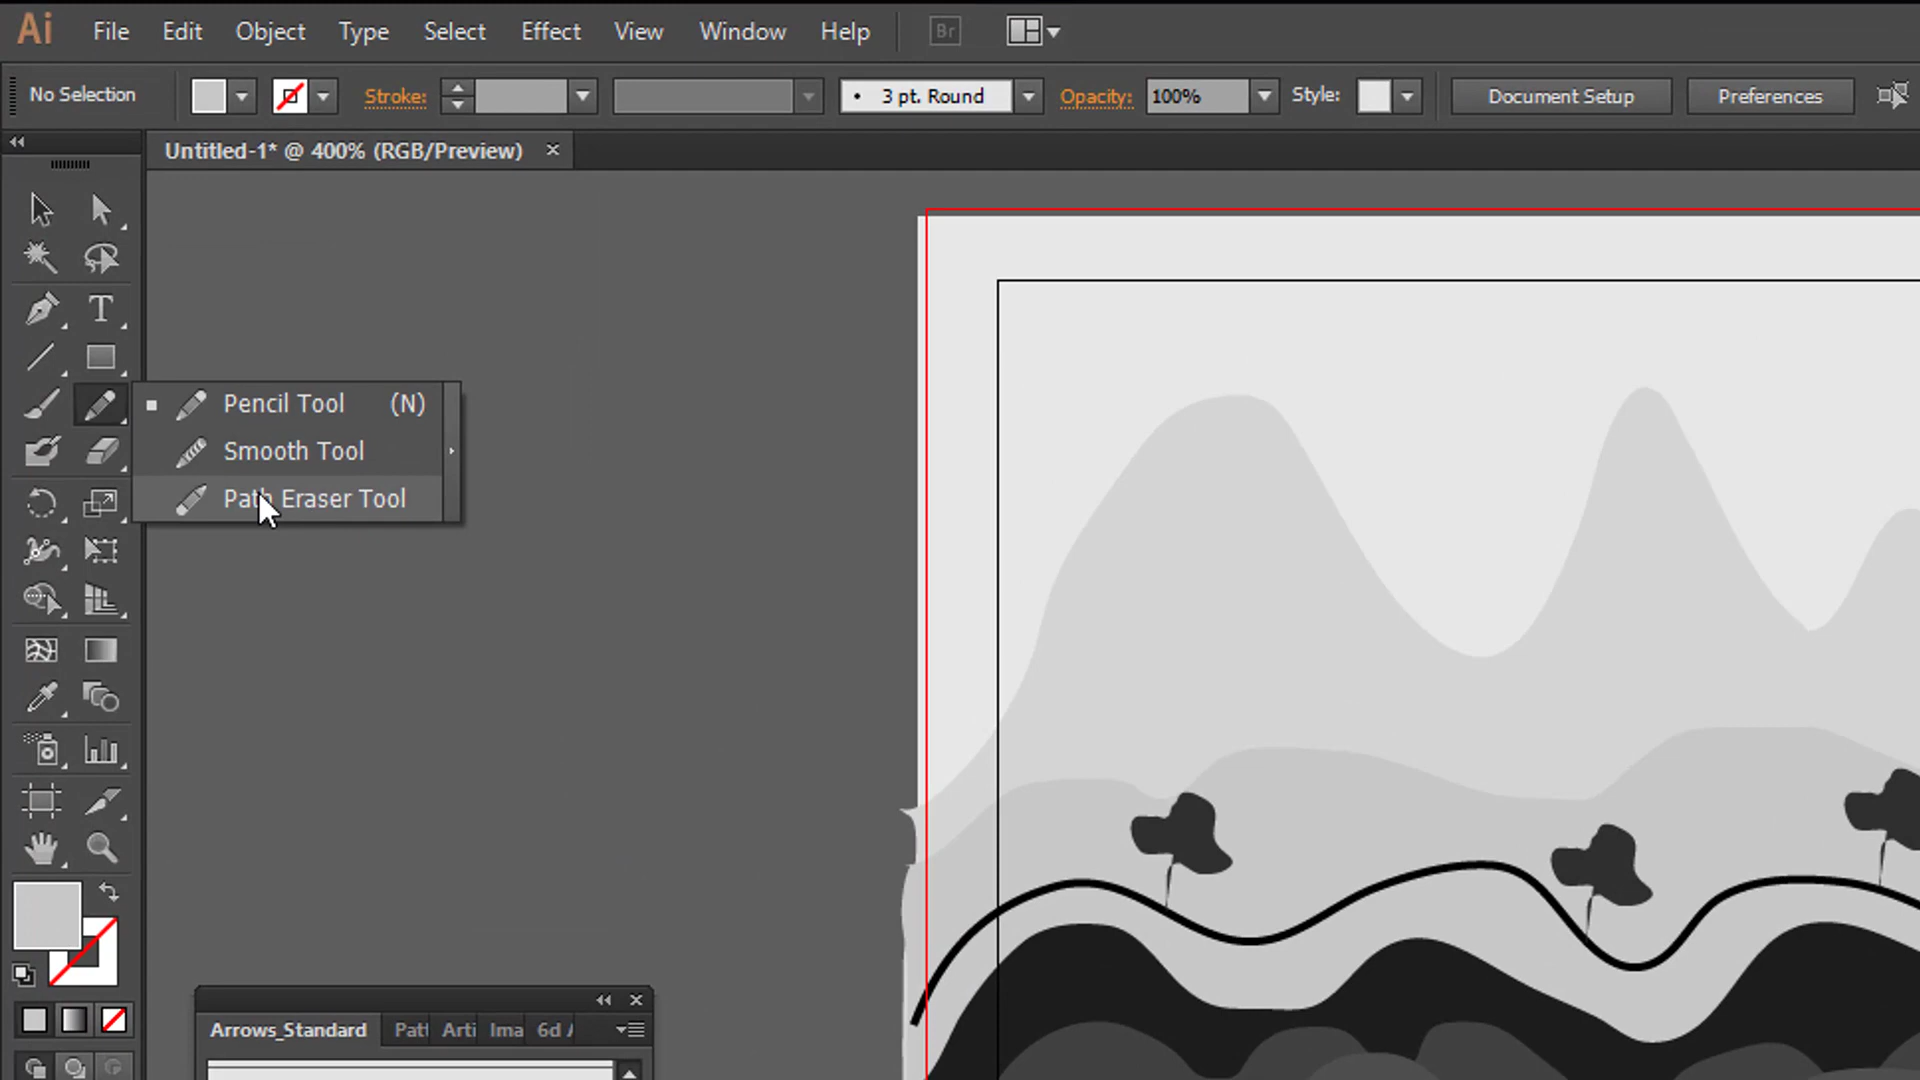 Ai File Edit Object Type Select Effect View Window Help Br
No Selection Stroke: 3 pt. Round Opacity: 100% Style: Document Setup Preferences
Untitled-1* @ 400% (RGB/Preview) ×
T
Pencil Tool (N)
Smooth Tool
Path Eraser Tool
Arrows_Standard Patt Arti Ima 6d A